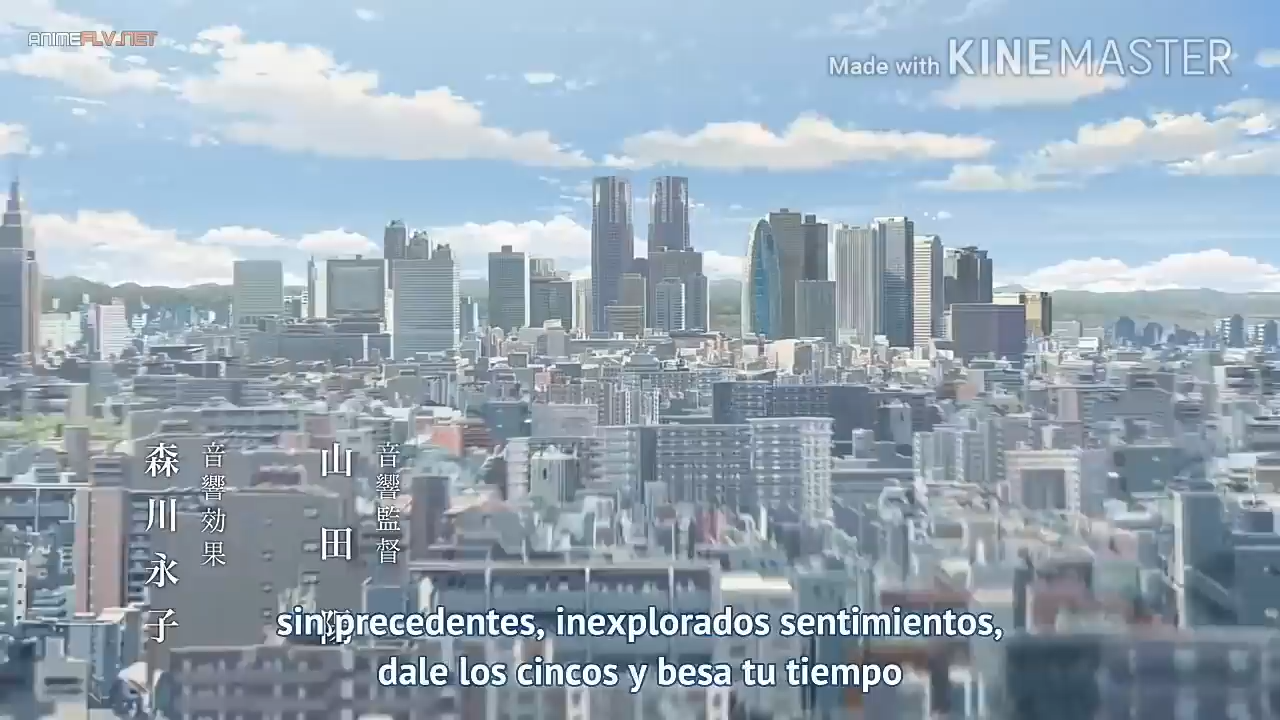 ANIMEFLV.NET
Made with KINEMASTER
音響監督
山田
音響効果
森川永子
sin precedentes, inexplorados sentimientos,
dale los cincos y besa tu tiempo